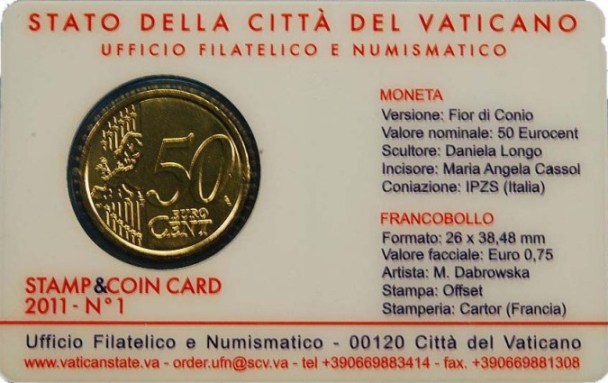 STATO DELLA CITTÀ DEL VATICANO
UFFICIO FILATELICO E NUMISMATICO
50
EURO
CENT
MONETA
Versione: Fior di Conio
Valore nominale: 50 Eurocent
Scultore: Daniela Longo
Incisore: Maria Angela Cassol
Coniazione: IPZS (Italia)
FRANCOBOLLO
Formato: 26 x 38,48 mm
Valore facciale: Euro 0,75
Artista: M. Dabrowska
Stampa: Offset
Stamperia: Cartor (Francia)
STAMP&COIN CARD
2011 - N°1
Ufficio Filatelico e Numismatico - 00120 Città del Vaticano
www.vaticanstate.va - order.ufn@scv.va - tel +390669883414 - fax. +390669881308